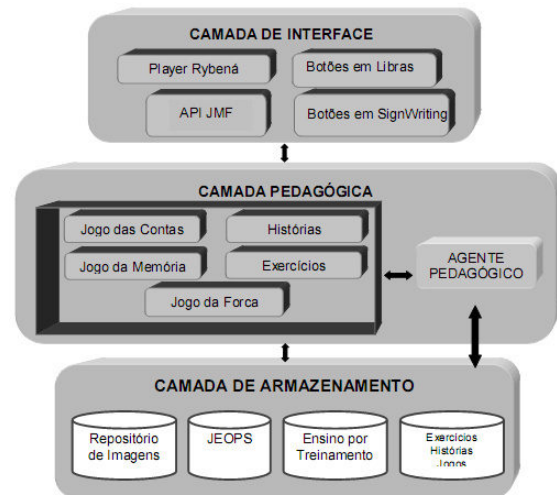 CAMADA DE INTERFACE
Player Rybená
Botões em Libras
API JMF
Botões em SignWriting
CAMADA PEDAGÓGICA
Jogo das Contas
Histórias
Jogo da Memória
Exercícios
Jogo da Forca
AGENTE
PEDAGÓGICO
CAMADA DE ARMAZENAMENTO
Repositório
de Imagens
JEOPS
Ensino por
Treinamento
Exercícios
Histórias
Jogos